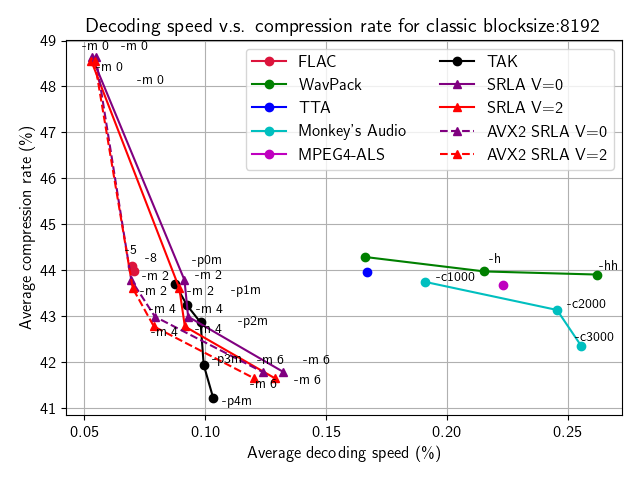 Decoding speed v.s. compression rate for classic blocksize:8192
49
48
47
46
45
44
43
42
41
Average compression rate (%)
0.05
0.10
0.15
0.20
0.25
Average decoding speed (%)
FLAC
WavPack
TTA
Monkey's Audio
MPEG4-ALS
TAK
SRLA V=0
SRLA V=2
AVX2 SRLA V=0
AVX2 SRLA V=2
-m 0
-m 0
-m 0
-m 0
-5
-8
-p0m
-m 2
-m 2
-m 2
-m 2
-p1m
-m 4
-m 4
-p2m
-m 4
-m 4
-p3m
-m 6
-m 6
-m 6
-m 6
-p4m
-h
-hh
-c1000
-c2000
-c3000